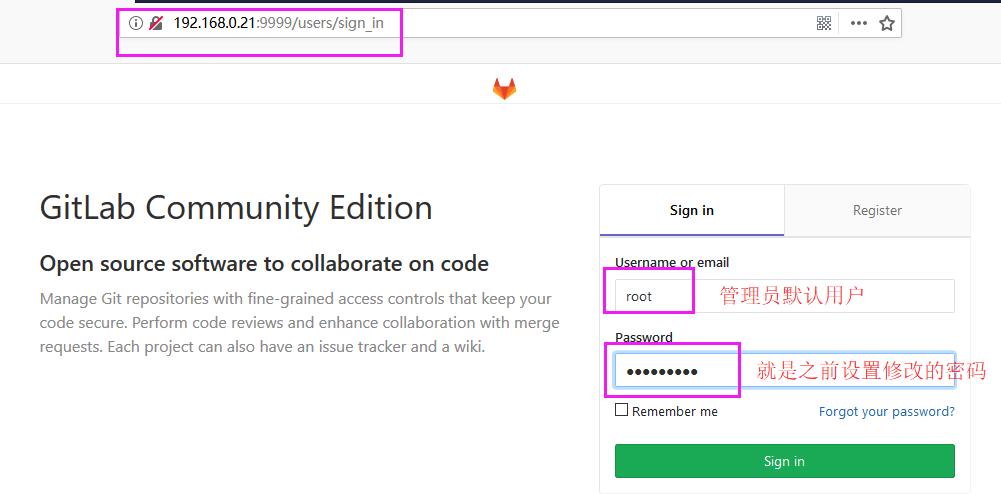 192.168.0.21:9999/users/sign_in
GitLab Community Edition
Open source software to collaborate on code
Manage Git repositories with fine-grained access controls that keep your
code secure. Perform code reviews and enhance collaboration with merge
requests. Each project can also have an issue tracker and a wiki.
Sign in Register
Username or email
root 管理员默认用户
Password
●●●●●●●●● 就是之前设置修改的密码
Remember me Forgot your password?
Sign in